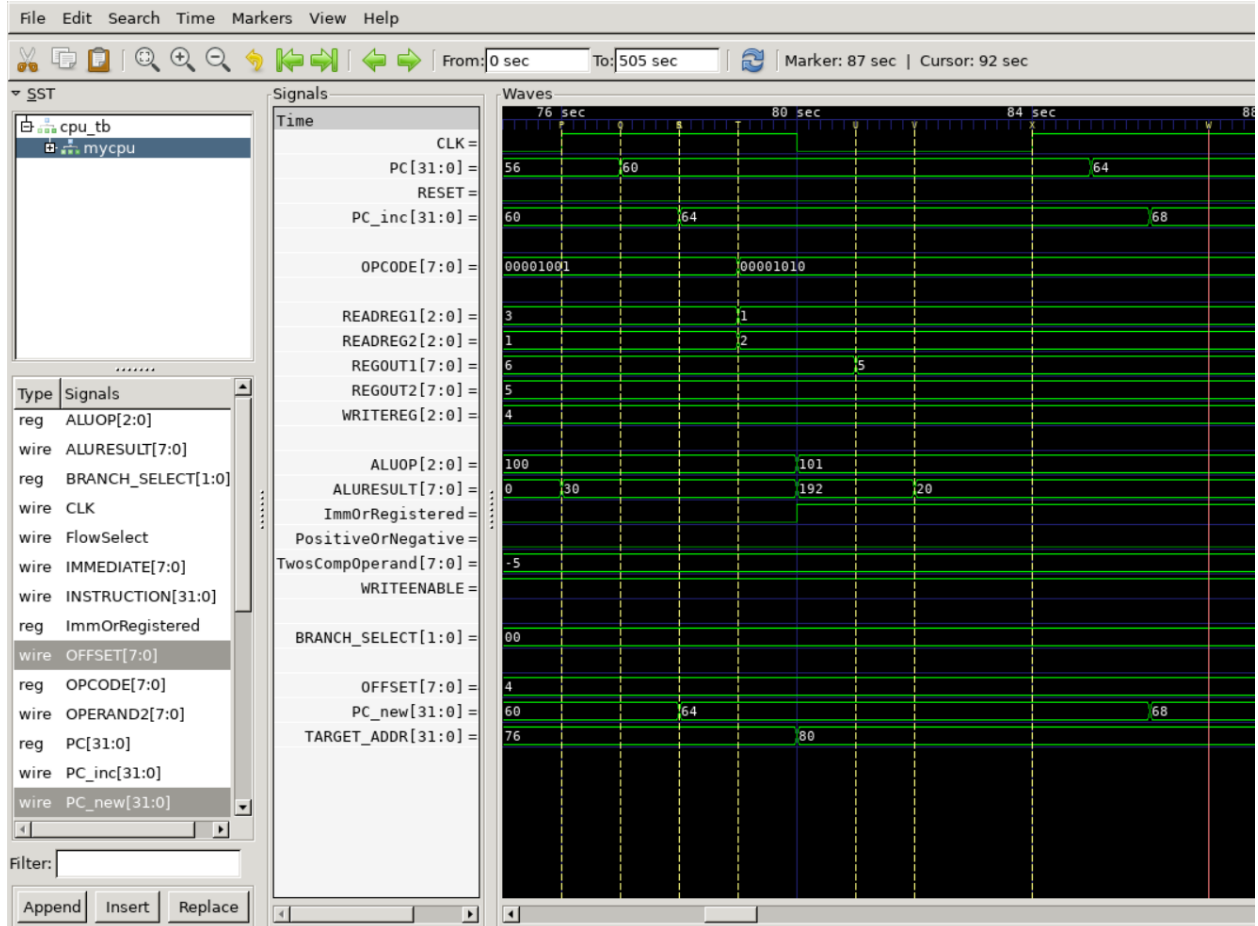 File Edit Search Time Markers View Help
From: 0 sec To: 505 sec Marker: 87 sec | Cursor: 92 sec
SST
cpu_tb
mycpu
Type Signals
reg ALUOP[2:0]
wire ALURESULT[7:0]
reg BRANCH_SELECT[1:0]
wire CLK
wire FlowSelect
wire IMMEDIATE[7:0]
wire INSTRUCTION[31:0]
reg ImmOrRegistered
wire OFFSET[7:0]
reg OPCODE[7:0]
wire OPERAND2[7:0]
reg PC[31:0]
wire PC_inc[31:0]
wire PC_new[31:0]
Filter:
Append Insert Replace
Signals
Time
CLK =
PC[31:0] =
RESET =
PC_inc[31:0] =
OPCODE[7:0] =
READREG1[2:0] =
READREG2[2:0] =
REGOUT1[7:0] =
REGOUT2[7:0] =
WRITEREG[2:0] =
ALUOP[2:0] =
ALURESULT[7:0] =
ImmOrRegistered =
PositiveOrNegative =
TwosCompOperand[7:0] =
WRITEENABLE =
BRANCH_SELECT[1:0] =
OFFSET[7:0] =
PC_new[31:0] =
TARGET_ADDR[31:0] =
Waves
76 sec 80 sec 84 sec 88
P Q T U V X W
56 60 64
60 64 68
00001001 00001010
3 1
1 2
6 5
5
4
100 101
0 30 192 20
-5
00
4
60 64 68
76 80